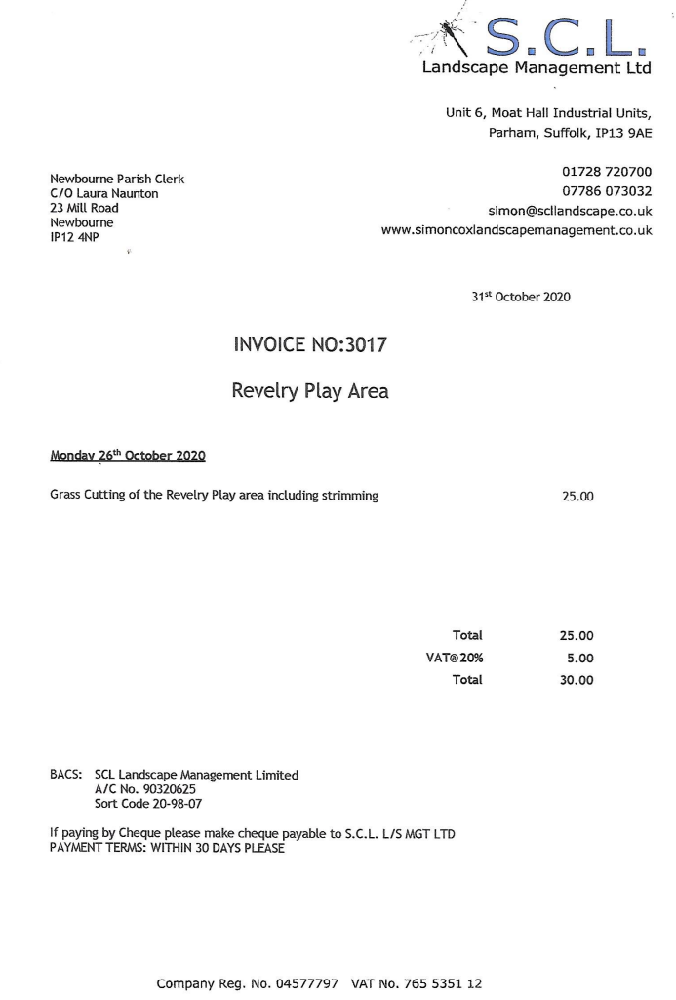 S.C.L.
Landscape Management Ltd
Unit 6, Moat Hall Industrial Units,
Parham, Suffolk, IP13 9AE
01728 720700
07786 073032
simon@scllandscape.co.uk
www.simoncoxlandscapemanagement.co.uk
Newbourne Parish Clerk
C/O Laura Naunton
23 Mill Road
Newbourne
IP12 4NP
31st October 2020
INVOICE NO:3017
Revelry Play Area
Monday 26th October 2020
Grass Cutting of the Revelry Play area including strimming 25.00
Total 25.00
VAT@20% 5.00
Total 30.00
BACS: SCL Landscape Management Limited
A/C No. 90320625
Sort Code 20-98-07
If paying by Cheque please make cheque payable to S.C.L. L/S MGT LTD
PAYMENT TERMS: WITHIN 30 DAYS PLEASE
Company Reg. No. 04577797 VAT No. 765 5351 12